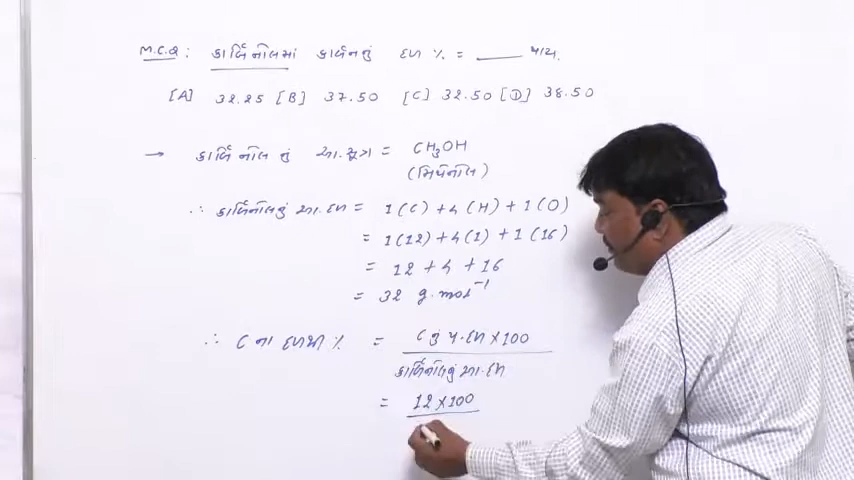 M.C.Q : કાર્બિનોલમાં કાર્બનનું દળ % = ______ થાય.
[A] 32.25 [B] 37.50 [C] 32.50 [D] 38.50
→ કાર્બિનોલ નું આ.સૂત્ર = CH3OH
(મિથેનોલ)
∴ કાર્બિનોલનું આ.દળ = 1(C) + 4(H) + 1(O)
= 1(12) + 4(1) + 1(16)
= 12 + 4 + 16
= 32 g.mol⁻¹
∴ C ના દળથી % = C નું પ.દળ × 100
કાર્બિનોલનું આ.દળ
= 12 × 100